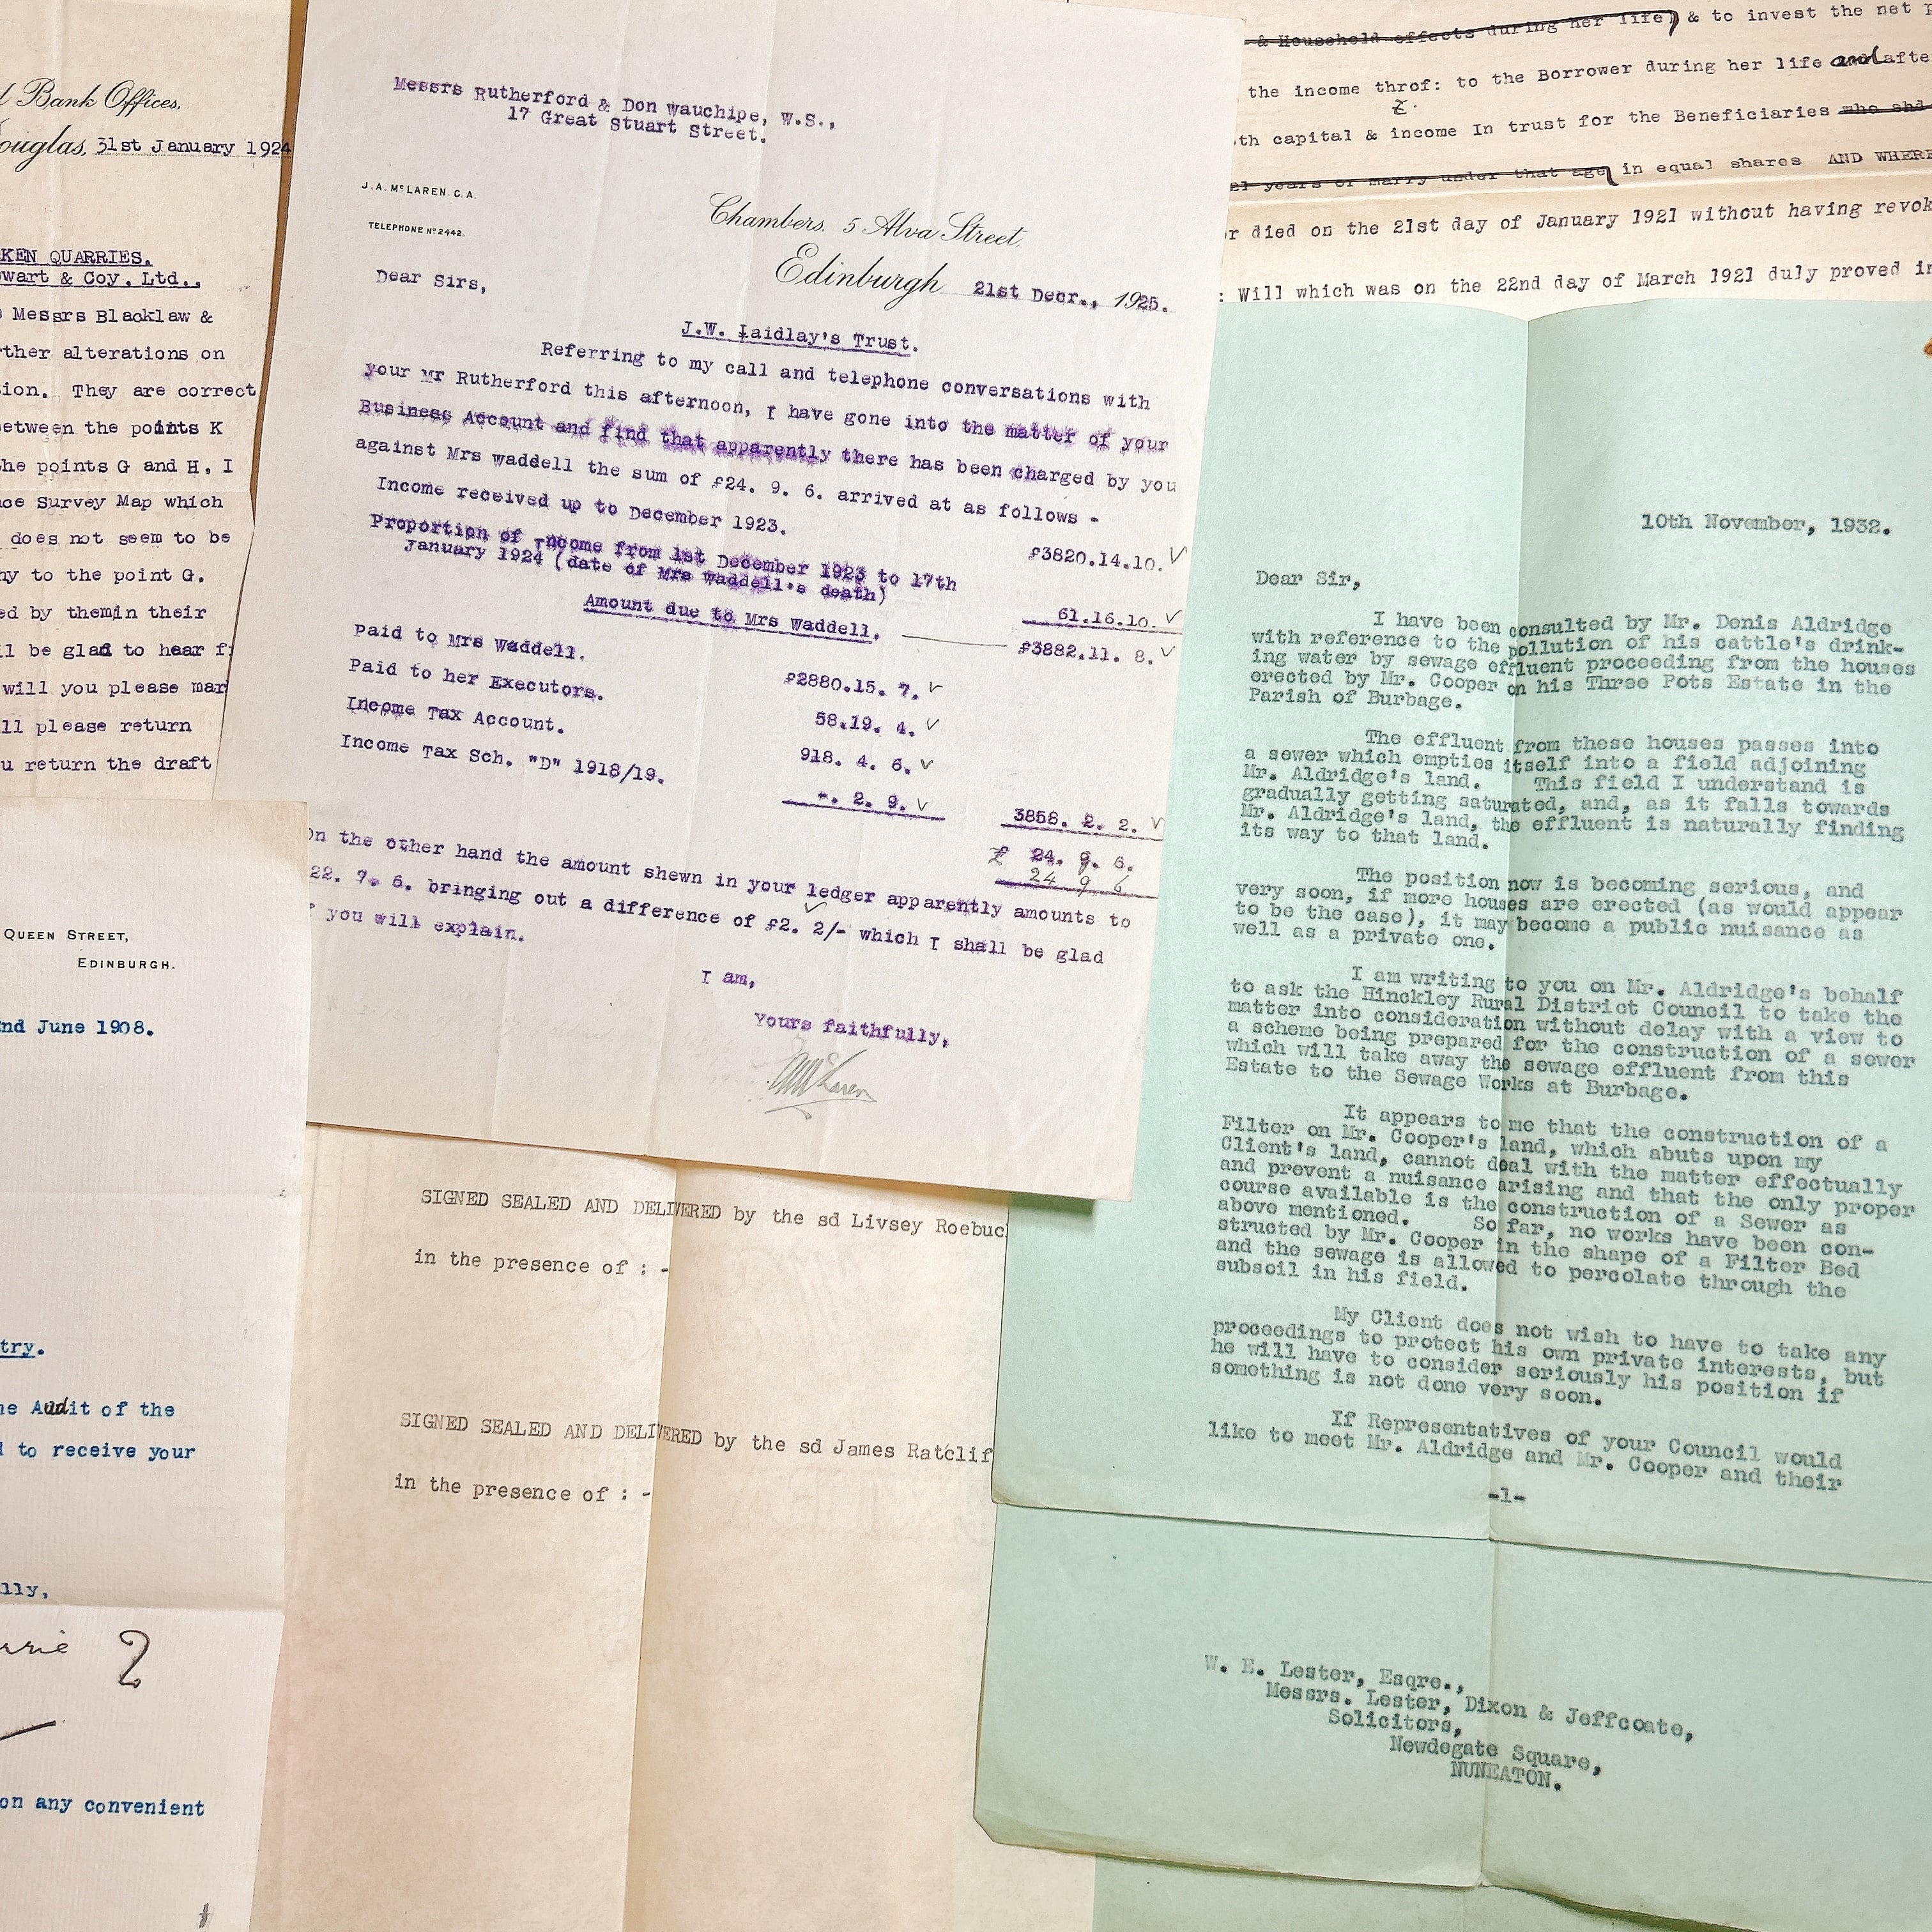 l Bank Offices,
ouglas, 31st January 1924
KEN QUARRIES.
wart & Coy. Ltd.,
s Messrs Blacklaw &
rther alterations on
ion. They are correct
etween the points K
he points G and H. I
ce Survey Map which
does not seem to be
ny to the point G.
ed by themin their
ll be glad to hear f
will you please mar
ll please return
u return the draft
Messrs Rutherford & Don Wauchipe, W.S.,
17 Great Stuart Street.
J. A. McLAREN. C.A.
TELEPHONE No 2442.
Chambers, 5 Alva Street,
Edinburgh 21st Decr., 1925.
Dear Sirs,
J.W. Laidlay's Trust.
Referring to my call and telephone conversations with
your Mr Rutherford this afternoon, I have gone into the matter of your
Business Account and find that apparently there has been charged by you
against Mrs Waddell the sum of £24. 9. 6. arrived at as follows -
Income received up to December 1923. £3820.14.10. ✓
Proportion of Income from 1st December 1923 to 17th
January 1924 (date of Mrs Waddell's death) 61.16.10. ✓
Amount due to Mrs Waddell. £3882.11. 8. ✓
Paid to Mrs Waddell. £2880.15. 7. ✓
Paid to her Executors. 58.19. 4. ✓
Income Tax Account. 918. 4. 6. ✓
Income Tax Sch. "D" 1918/19. -. 2. 9. ✓ 3858. 2. 2. ✓
£ 24. 9. 6.
24 9 6
On the other hand the amount shewn in your ledger apparently amounts to
22. 7. 6. bringing out a difference of £2. 2/- which I shall be glad
f you will explain.
I am,
Yours faithfully,
McLaren
& Household effects during her life) & to invest the net p
the income throf: to the Borrower during her life and afte
th capital & income In trust for the Beneficiaries who sha
21 years or marry under that age in equal shares AND WHERE
r died on the 21st day of January 1921 without having revok
: Will which was on the 22nd day of March 1921 duly proved in
10th November, 1932.
Dear Sir,
I have been consulted by Mr. Denis Aldridge
with reference to the pollution of his cattle's drink-
ing water by sewage effluent proceeding from the houses
erected by Mr. Cooper on his Three Pots Estate in the
Parish of Burbage.
The effluent from these houses passes into
a sewer which empties itself into a field adjoining
Mr. Aldridge's land. This field I understand is
gradually getting saturated, and, as it falls towards
Mr. Aldridge's land, the effluent is naturally finding
its way to that land.
The position now is becoming serious, and
very soon, if more houses are erected (as would appear
to be the case), it may become a public nuisance as
well as a private one.
I am writing to you on Mr. Aldridge's behalf
to ask the Hinckley Rural District Council to take the
matter into consideration without delay with a view to
a scheme being prepared for the construction of a sewer
which will take away the sewage effluent from this
Estate to the Sewage Works at Burbage.
It appears to me that the construction of a
Filter on Mr. Cooper's land, which abuts upon my
Client's land, cannot deal with the matter effectually
and prevent a nuisance arising and that the only proper
course available is the construction of a Sewer as
above mentioned. So far, no works have been con-
structed by Mr. Cooper in the shape of a Filter Bed
and the sewage is allowed to percolate through the
subsoil in his field.
My Client does not wish to have to take any
proceedings to protect his own private interests, but
he will have to consider seriously his position if
something is not done very soon.
If Representatives of your Council would
like to meet Mr. Aldridge and Mr. Cooper and their
-1-
W. E. Lester, Esqre.,
Messrs. Lester, Dixon & Jeffcoate,
Solicitors,
Newdegate Square,
NUNEATON.
QUEEN STREET,
EDINBURGH.
nd June 1908.
try.
he Audit of the
d to receive your
lly,
rrie 2
on any convenient
SIGNED SEALED AND DELIVERED by the sd Livsey Roebuc
in the presence of : -
SIGNED SEALED AND DELIVERED by the sd James Ratclif
in the presence of : -